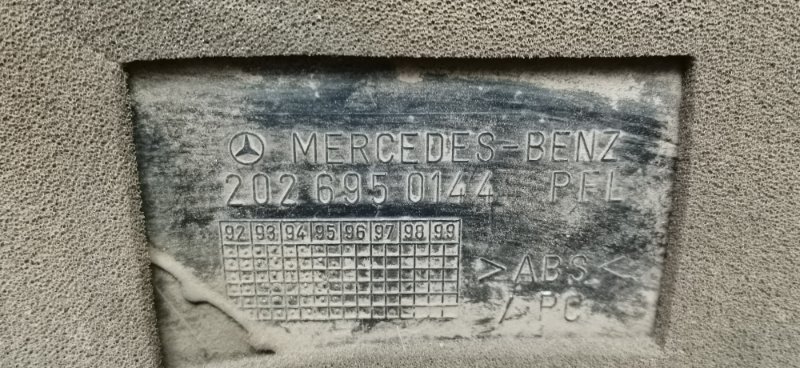 MERCEDES-BENZ
202 695 0144 PFL
92 93 94 95 96 97 98 99
>ABS<
/ PC